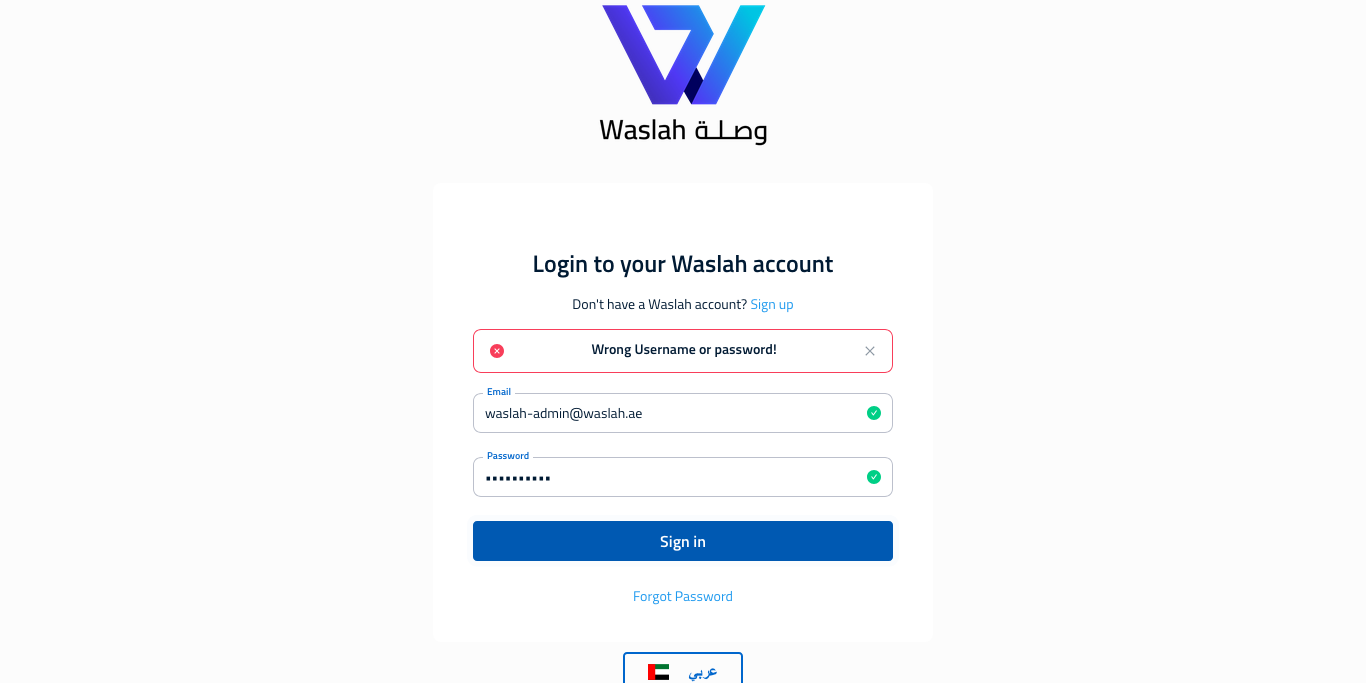 Waslah وصلة
Login to your Waslah account
Don't have a Waslah account? Sign up
Wrong Username or password!
Email
waslah-admin@waslah.ae
Password
••••••••••
Sign in
Forgot Password
عربي